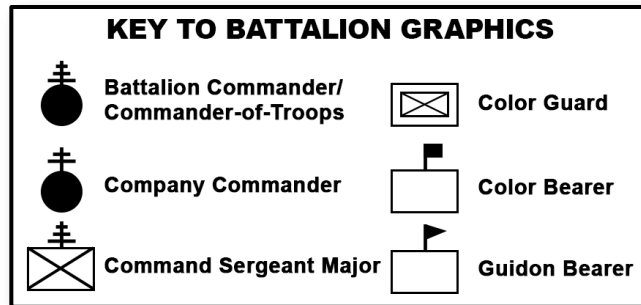 KEY TO BATTALION GRAPHICS
Battalion Commander/
Commander-of-Troops
Company Commander
Command Sergeant Major
Color Guard
Color Bearer
Guidon Bearer